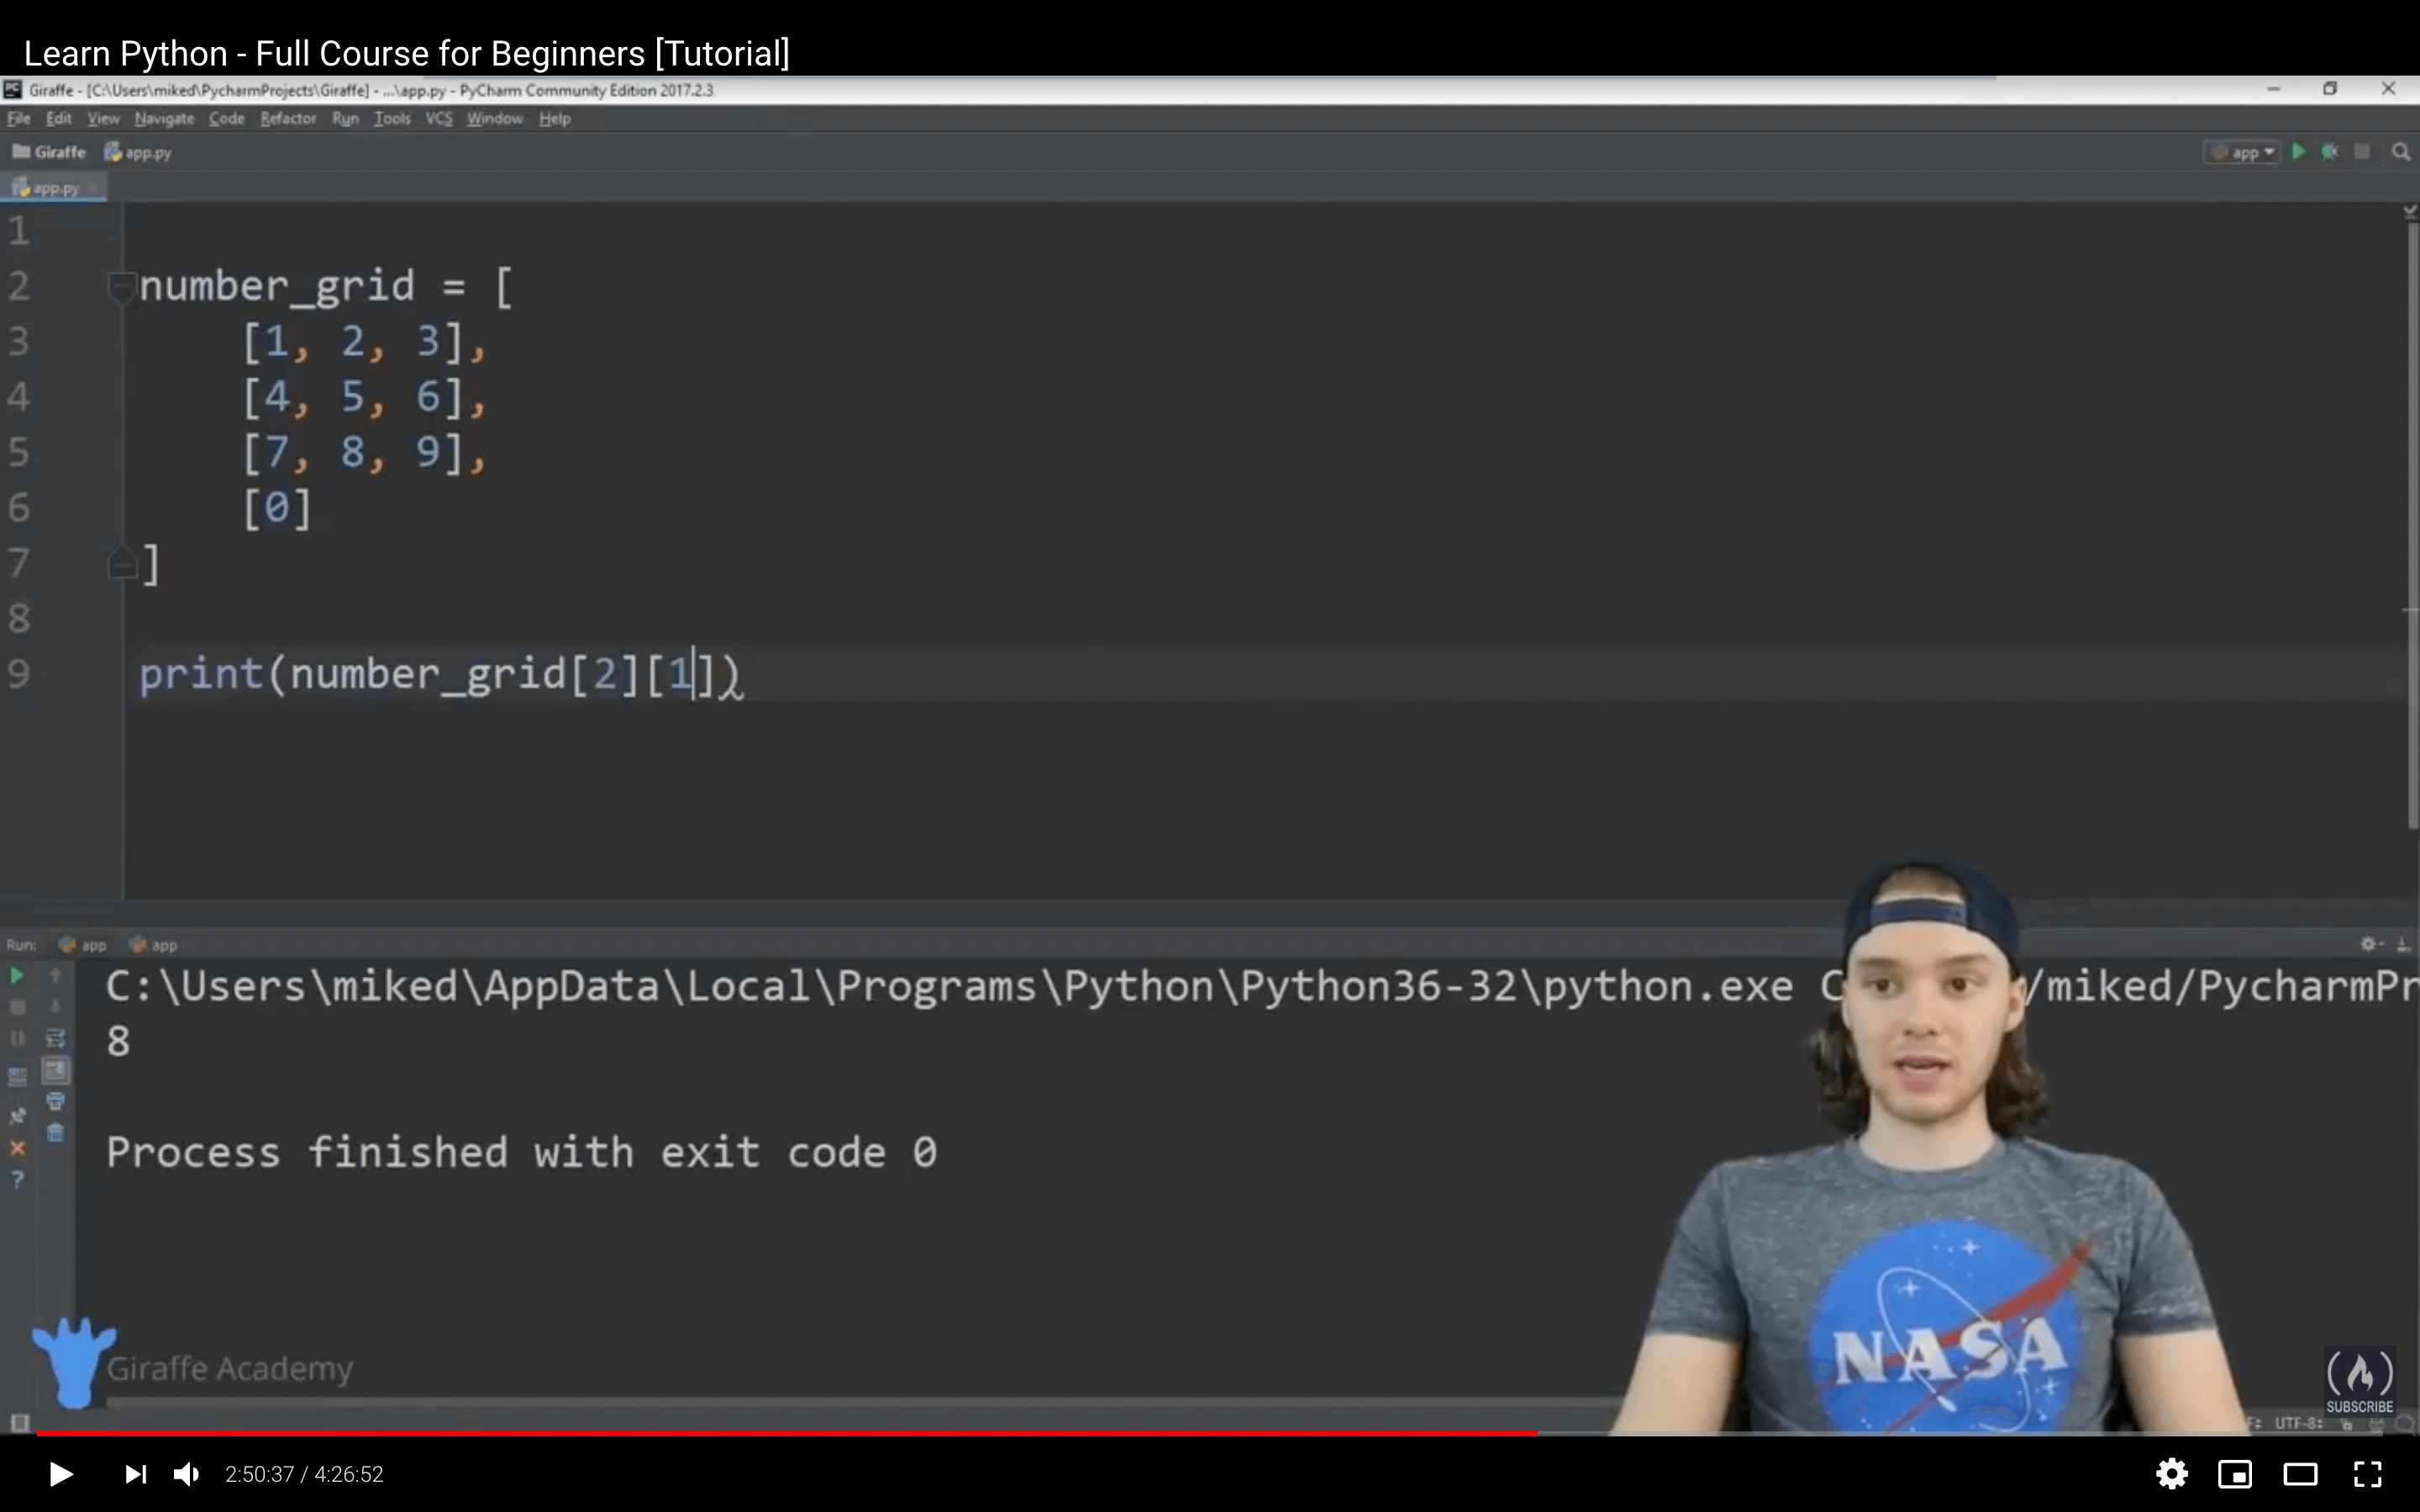 Learn Python - Full Course for Beginners [Tutorial]
Giraffe - [C:\Users\miked\PycharmProjects\Giraffe] - ...\app.py - PyCharm Community Edition 2017.2.3
File Edit View Navigate Code Refactor Run Tools VCS Window Help
Giraffe app.py app
app.py
1
2 number_grid = [
3 [1, 2, 3],
4 [4, 5, 6],
5 [7, 8, 9],
6 [0]
7 ]
8
9 print(number_grid[2][1])
Run: app app
C:\Users\miked\AppData\Local\Programs\Python\Python36-32\python.exe C /miked/PycharmPr
8
Process finished with exit code 0
NASA
Giraffe Academy
SUBSCRIBE
UTF-8
2:50:37 / 4:26:52